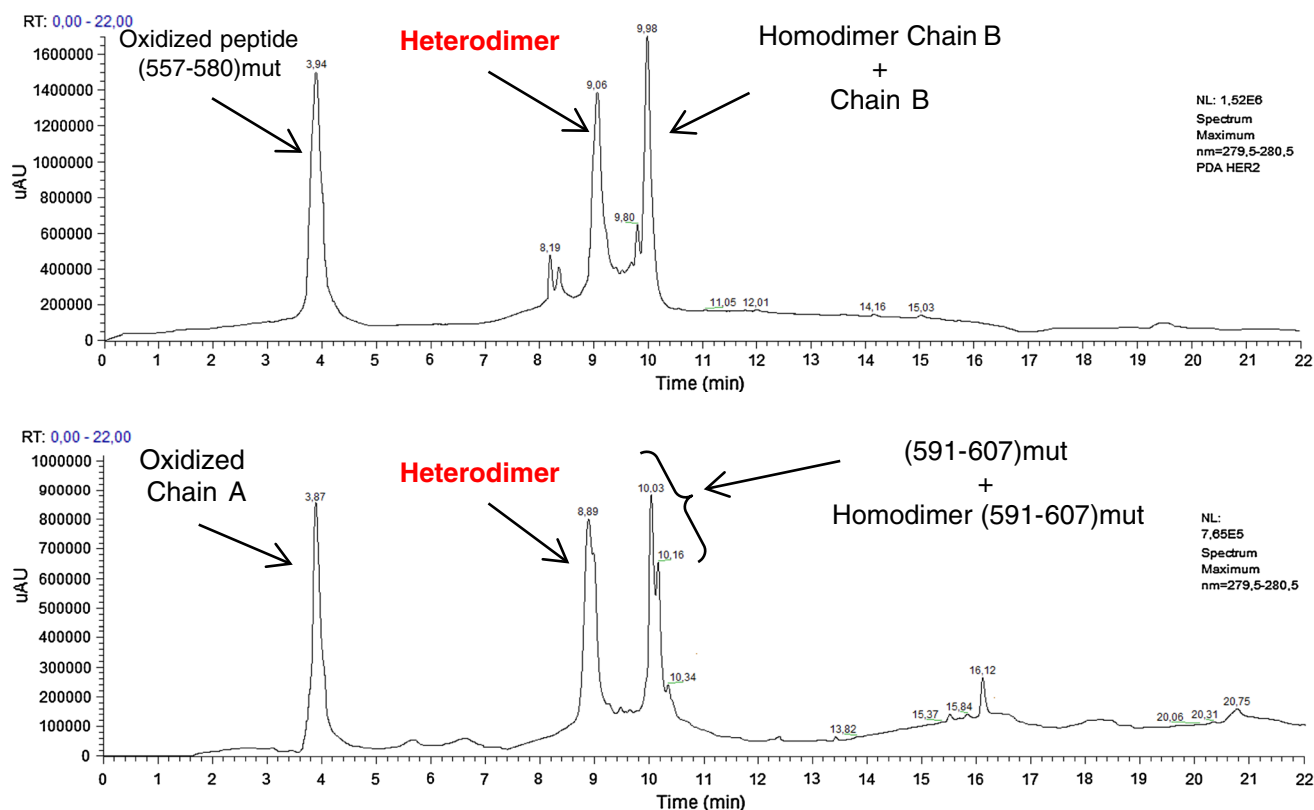 RT: 0,00 - 22,00
Oxidized peptide
(557-580)mut
Heterodimer
Homodimer Chain B
+
Chain B
NL: 1,52E6
Spectrum
Maximum
nm=279,5-280,5
PDA HER2
uAU
1600000
1400000
1200000
1000000
800000
600000
400000
200000
0
3,94
8,19
9,06
9,80
9,98
11,05
12,01
14,16
15,03
0 1 2 3 4 5 6 7 8 9 10 11 12 13 14 15 16 17 18 19 20 21 22
Time (min)
RT: 0,00 - 22,00
Oxidized
Chain A
Heterodimer
(591-607)mut
+
Homodimer (591-607)mut
NL:
7,65E5
Spectrum
Maximum
nm=279,5-280,5
uAU
1000000
900000
800000
700000
600000
500000
400000
300000
200000
100000
0
3,87
8,89
10,03
10,16
10,34
13,82
15,37
15,84
16,12
20,06
20,31
20,75
0 1 2 3 4 5 6 7 8 9 10 11 12 13 14 15 16 17 18 19 20 21 22
Time (min)